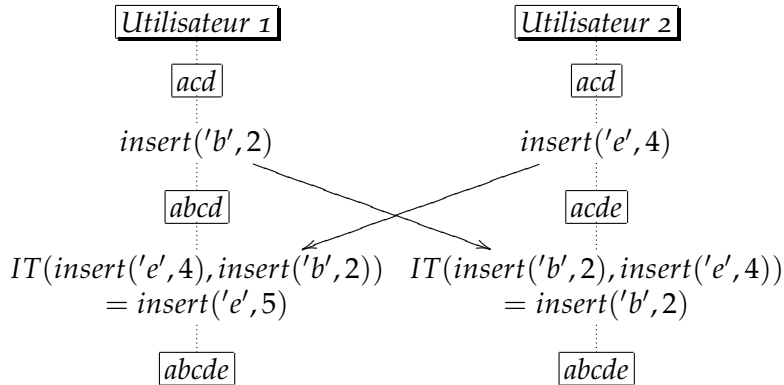 Utilisateur 1 Utilisateur 2
acd acd
insert('b', 2) insert('e', 4)
abcd acde
IT(insert('e', 4), insert('b', 2)) IT(insert('b', 2), insert('e', 4))
= insert('e', 5) = insert('b', 2)
abcde abcde